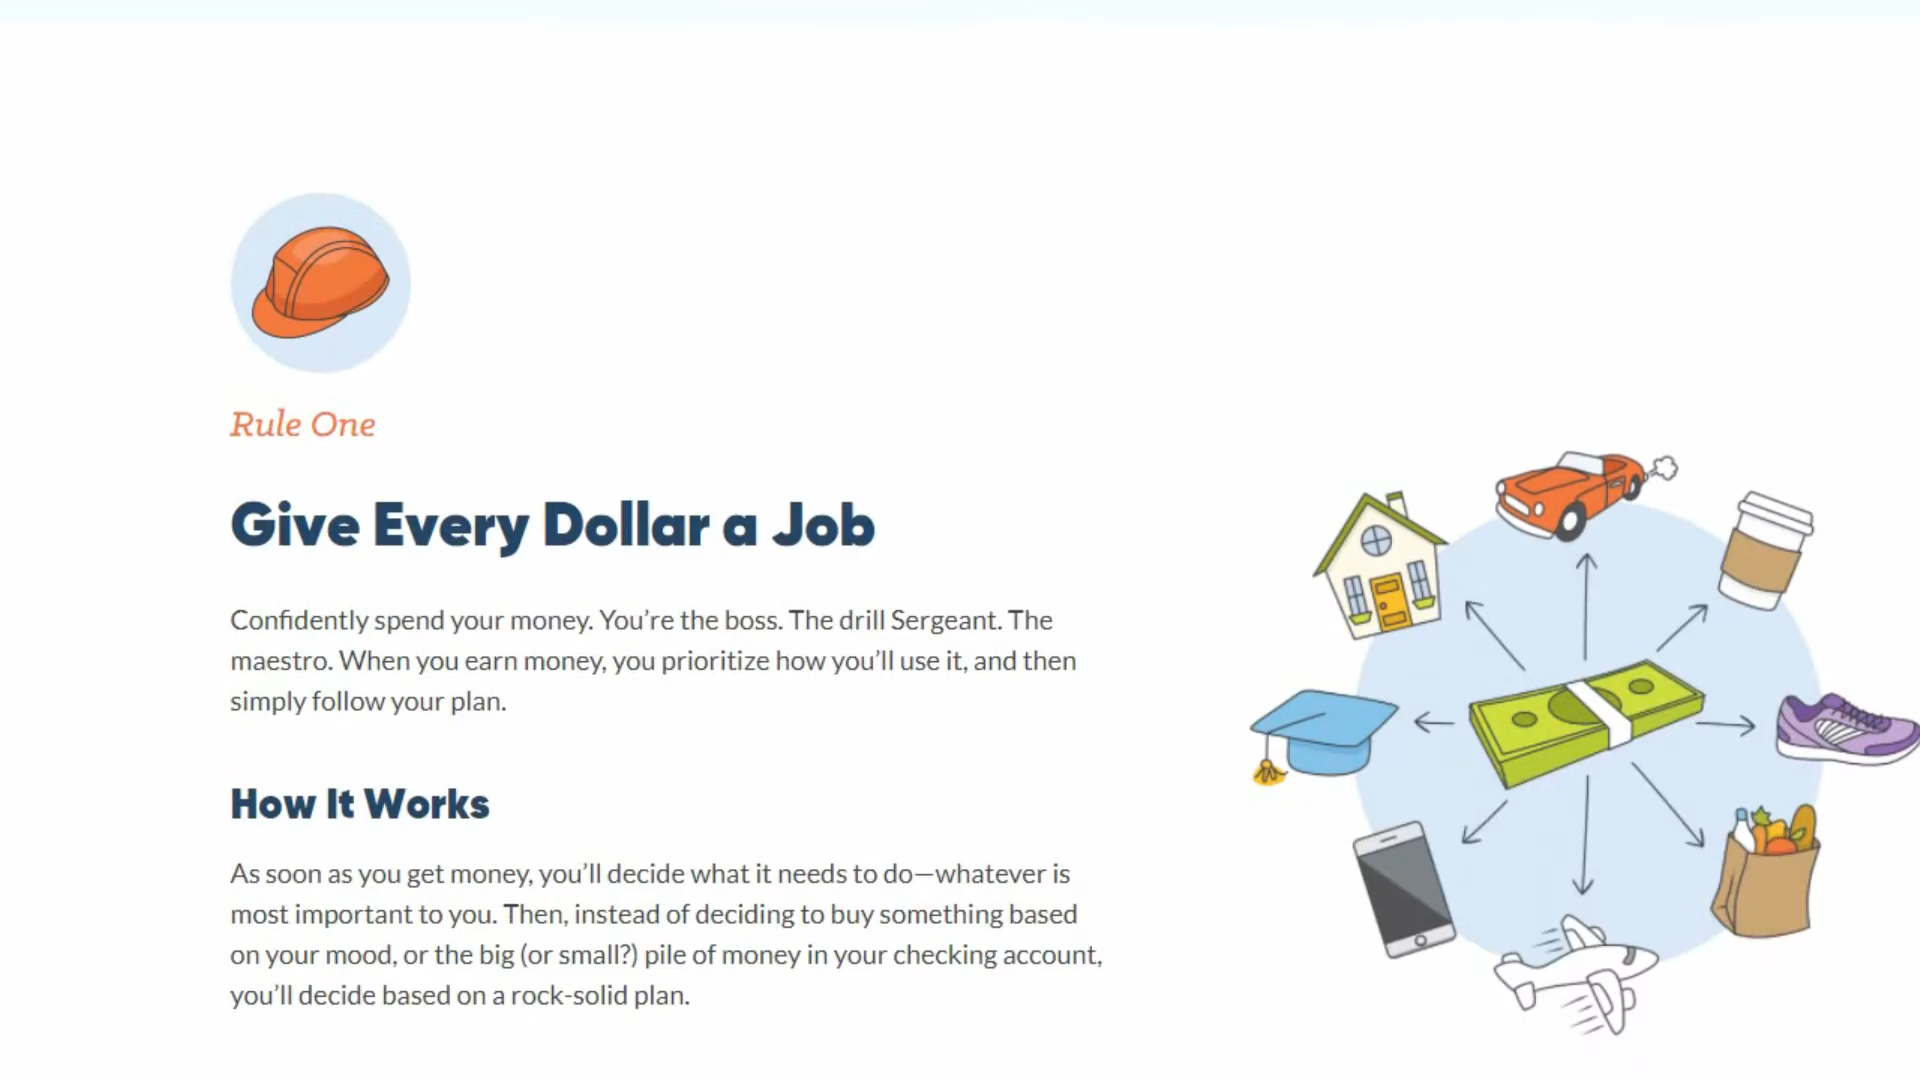 Rule One
Give Every Dollar a Job
Confidently spend your money. You’re the boss. The drill Sergeant. The
maestro. When you earn money, you prioritize how you’ll use it, and then
simply follow your plan.
How It Works
As soon as you get money, you’ll decide what it needs to do—whatever is
most important to you. Then, instead of deciding to buy something based
on your mood, or the big (or small?) pile of money in your checking account,
you’ll decide based on a rock-solid plan.